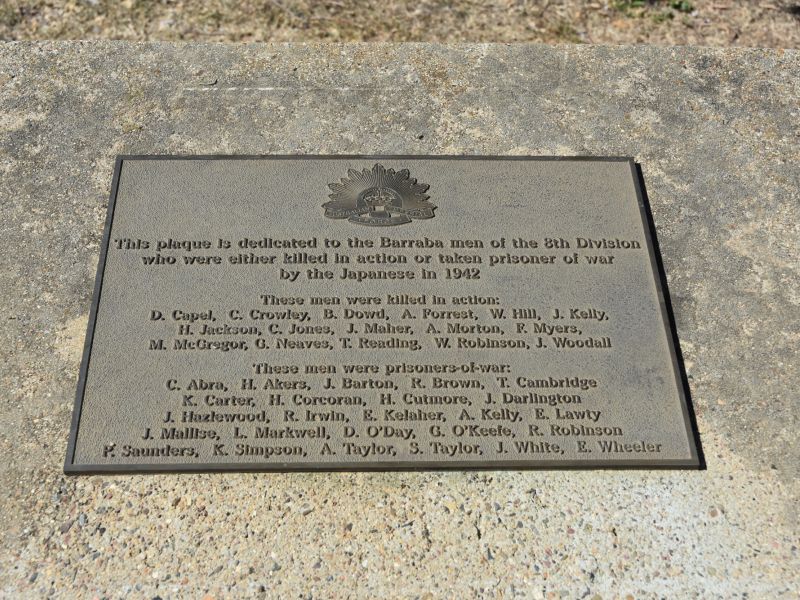 This plaque is dedicated to the Barraba men of the 8th Division
who were either killed in action or taken prisoner of war
by the Japanese in 1942
These men were killed in action:
D. Capel, C. Crowley, B. Dowd, A. Forrest, W. Hill, J. Kelly,
H. Jackson, C. Jones, J. Maher, A. Morton, F. Myers,
M. McGregor, G. Neaves, T. Reading, W. Robinson, J. Woodall
These men were prisoners-of-war:
C. Abra, H. Akers, J. Barton, R. Brown, T. Cambridge
K. Carter, H. Corcoran, H. Cutmore, J. Darlington
J. Hazlewood, R. Irwin, E. Kelaher, A. Kelly, E. Lawty
J. Mallise, L. Markwell, D. O'Day, G. O'Keefe, R. Robinson
P. Saunders, K. Simpson, A. Taylor, S. Taylor, J. White, E. Wheeler